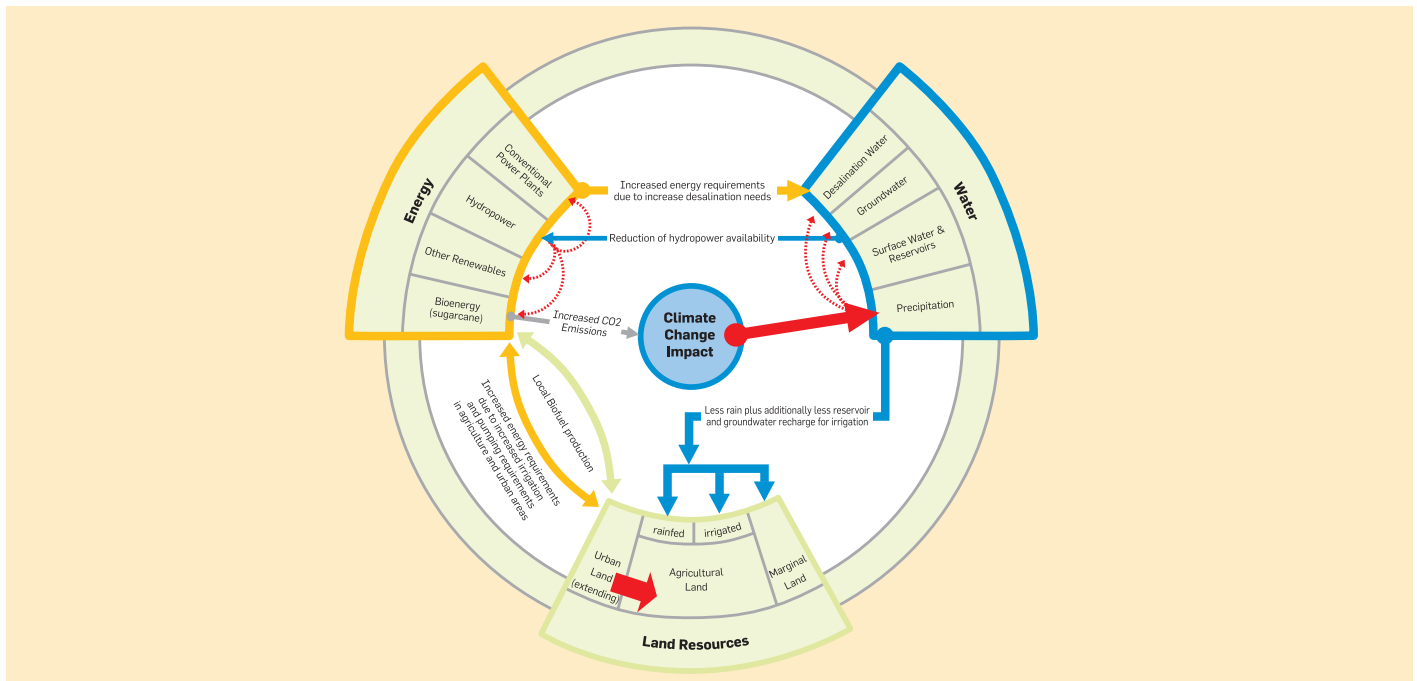 Energy
Conventional
Power Plants
Hydropower
Other Renewables
Bioenergy
(sugarcane)
Increased energy requirements
due to increase desalination needs
Reduction of hydropower availability
Water
Desalination Water
Groundwater
Surface Water &
Reservoirs
Precipitation
Increased CO2
Emissions
Climate
Change
Impact
Less rain plus additionally less reservoir
and groundwater recharge for irrigation
Local Biofuel production
Increased energy requirements
due to increased irrigation
and pumping requirements
in agriculture and urban areas
rainfed
irrigated
Urban
Land
(extending)
Agricultural
Land
Marginal
Land
Land Resources